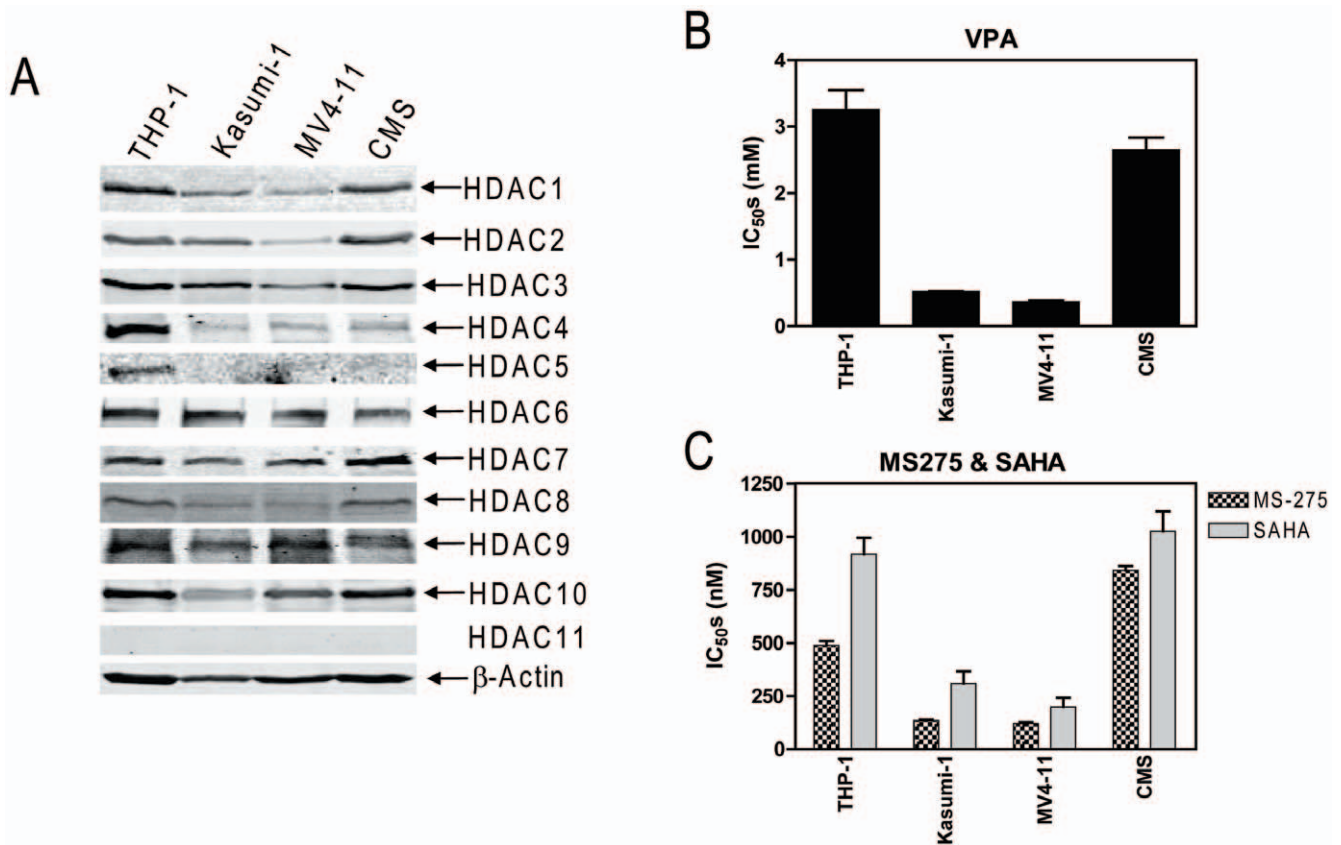 A
THP-1
Kasumi-1
MV4-11
CMS
HDAC1
HDAC2
HDAC3
HDAC4
HDAC5
HDAC6
HDAC7
HDAC8
HDAC9
HDAC10
HDAC11
β-Actin
B
VPA
IC50s (mM)
4
3
2
1
0
THP-1
Kasumi-1
MV4-11
CMS
C
MS275 & SAHA
IC50s (nM)
1250
1000
750
500
250
0
THP-1
Kasumi-1
MV4-11
CMS
MS-275
SAHA